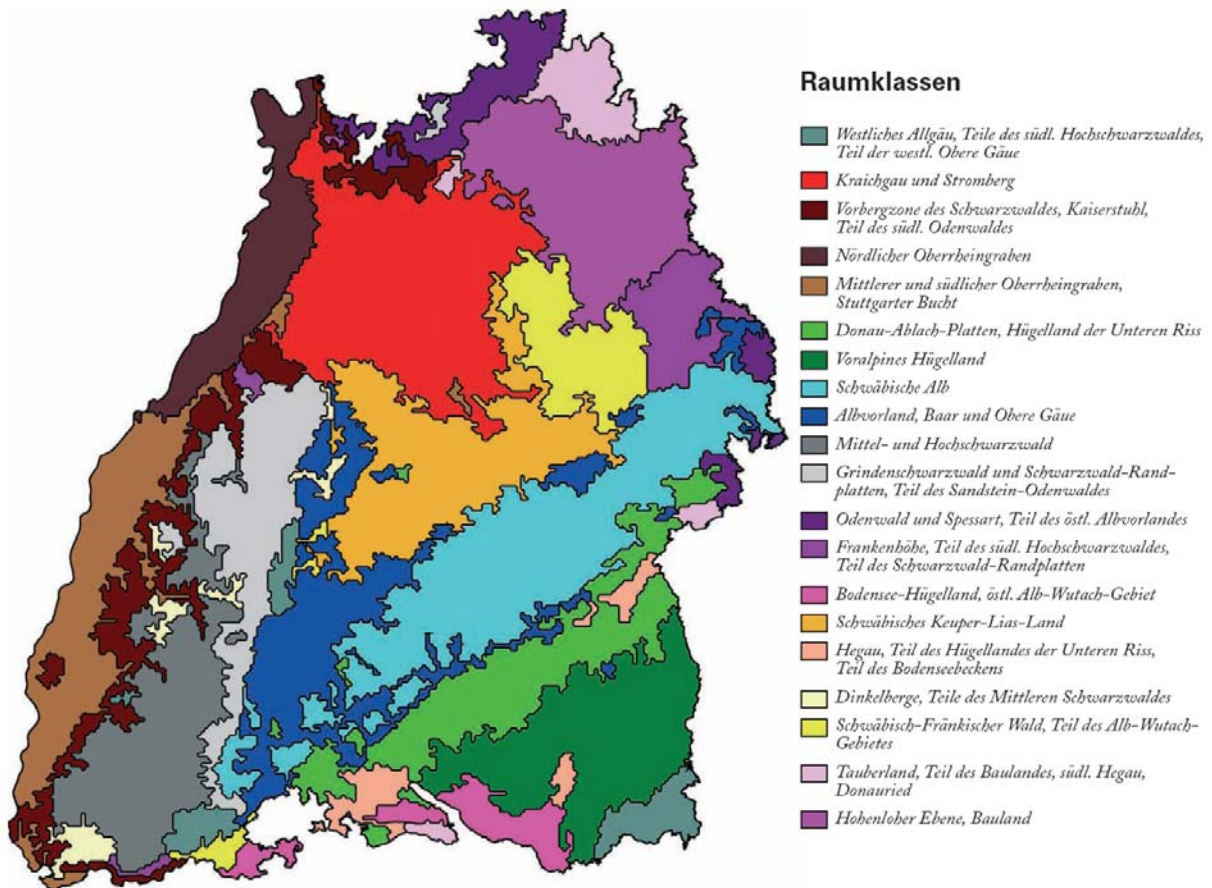 Raumklassen
Westliches Allgäu, Teile des südl. Hochschwarzwaldes,
Teil der westl. Obere Gäue
Kraichgau und Stromberg
Vorbergzone des Schwarzwaldes, Kaiserstuhl,
Teil des südl. Odenwaldes
Nördlicher Oberrheingraben
Mittlerer und südlicher Oberrheingraben,
Stuttgarter Bucht
Donau-Ablach-Platten, Hügelland der Unteren Riss
Voralpines Hügelland
Schwäbische Alb
Albvorland, Baar und Obere Gäue
Mittel- und Hochschwarzwald
Grindenschwarzwald und Schwarzwald-Rand-
platten, Teil des Sandstein-Odenwaldes
Odenwald und Spessart, Teil des östl. Albvorlandes
Frankenhöhe, Teil des südl. Hochschwarzwaldes,
Teil des Schwarzwald-Randplatten
Bodensee-Hügelland, östl. Alb-Wutach-Gebiet
Schwäbisches Keuper-Lias-Land
Hegau, Teil des Hügellandes der Unteren Riss,
Teil des Bodenseebeckens
Dinkelberge, Teile des Mittleren Schwarzwaldes
Schwäbisch-Fränkischer Wald, Teil des Alb-Wutach-
Gebietes
Tauberland, Teil des Baulandes, südl. Hegau,
Donauried
Hohenloher Ebene, Bauland